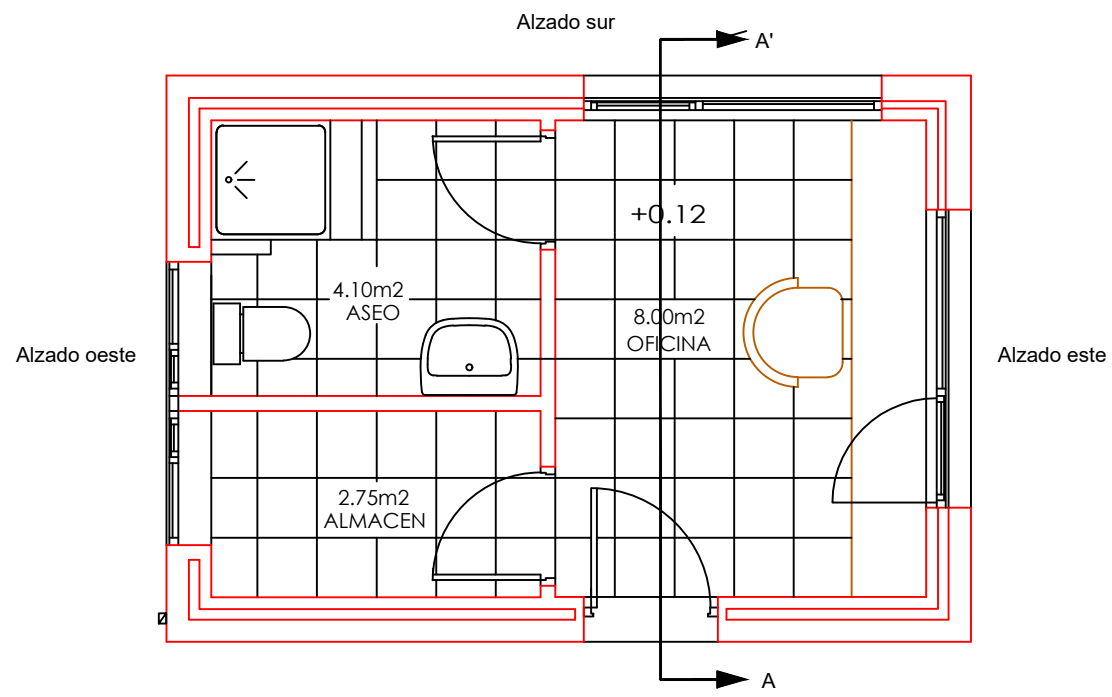 Alzado sur
A'
+0.12
4.10m2
ASEO
8.00m2
OFICINA
Alzado oeste
Alzado este
2.75m2
ALMACEN
A